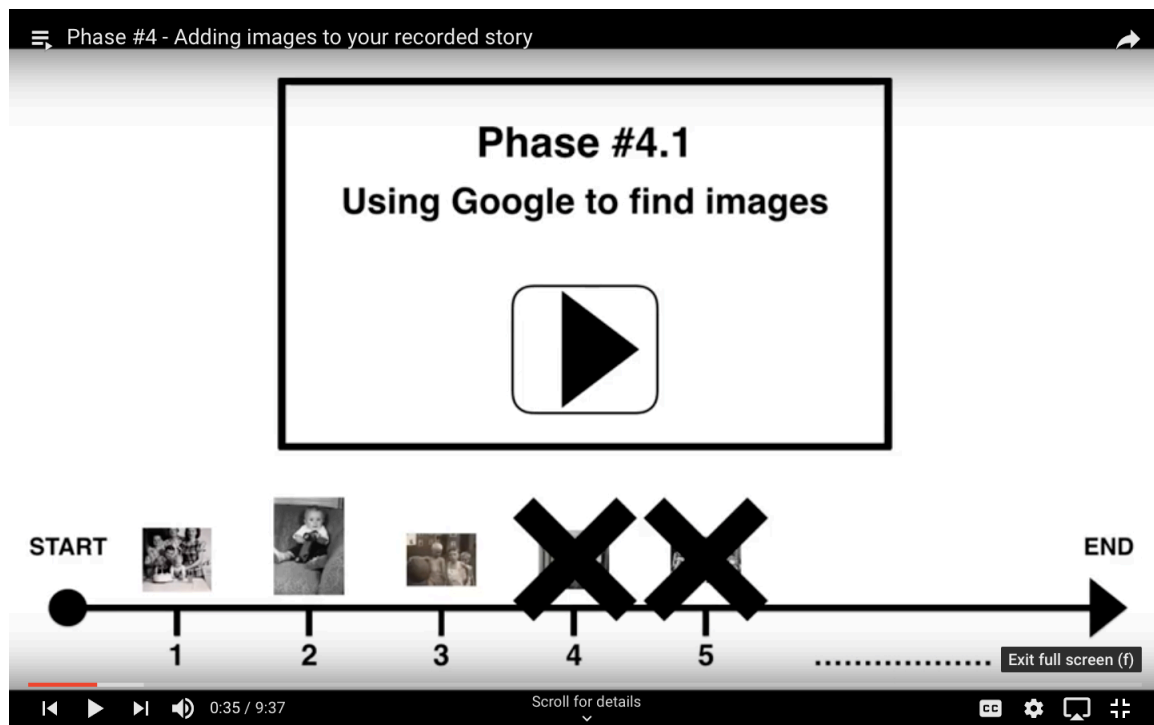 Phase #4 - Adding images to your recorded story
Phase #4.1
Using Google to find images
START
END
1 2 3 4 5 ..................
Exit full screen (f)
0:35 / 9:37
Scroll for details
CC